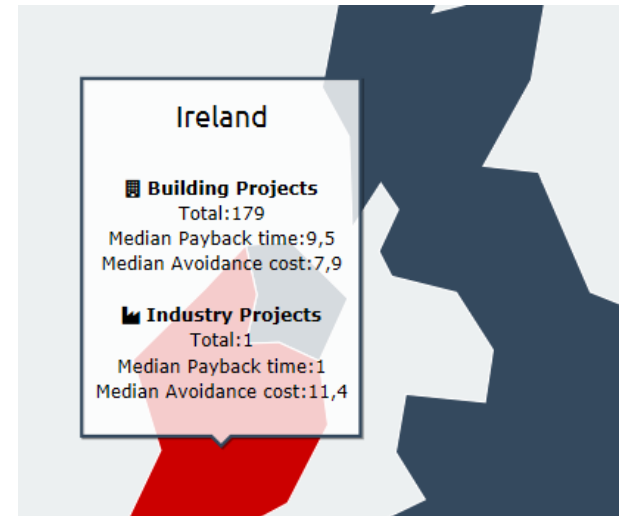 Ireland
Building Projects
Total:179
Median Payback time:9,5
Median Avoidance cost:7,9
Industry Projects
Total:1
Median Payback time:1
Median Avoidance cost:11,4